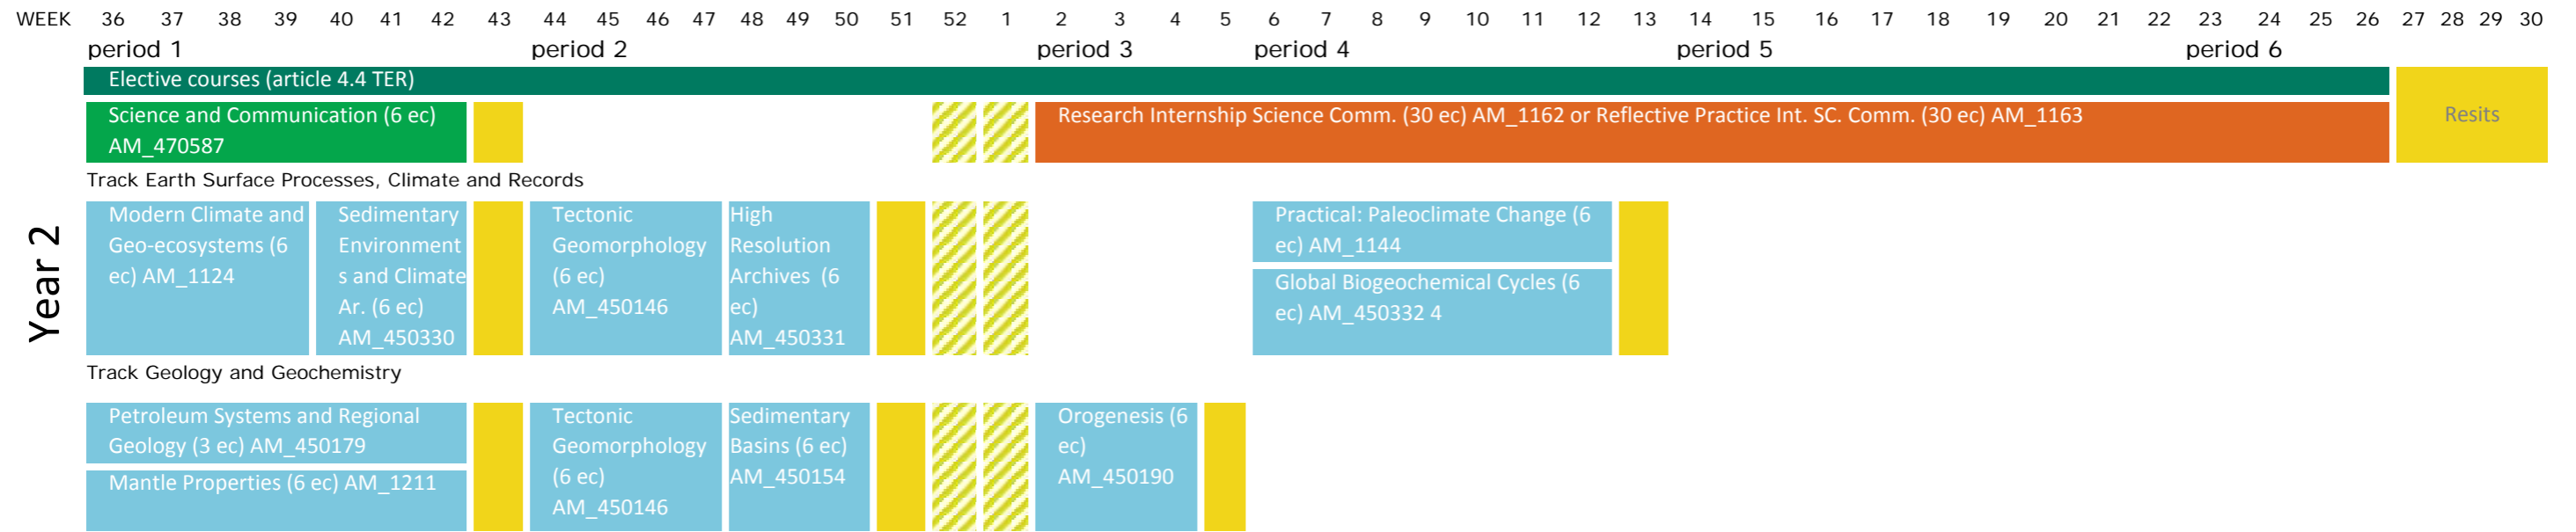 WEEK 36 37 38 39 40 41 42 43 44 45 46 47 48 49 50 51 52 1 2 3 4 5 6 7 8 9 10 11 12 13 14 15 16 17 18 19 20 21 22 23 24 25 26 27 28 29 30
period 1 period 2 period 3 period 4 period 5 period 6
Elective courses (article 4.4 TER)
Science and Communication (6 ec)
AM_470587
Research Internship Science Comm. (30 ec) AM_1162 or Reflective Practice Int. SC. Comm. (30 ec) AM_1163
Resits
Year 2
Track Earth Surface Processes, Climate and Records
Modern Climate and
Geo-ecosystems (6
ec) AM_1124
Sedimentary
Environment
s and Climate
Ar. (6 ec)
AM_450330
Tectonic
Geomorphology
(6 ec)
AM_450146
High
Resolution
Archives (6
ec)
AM_450331
Practical: Paleoclimate Change (6
ec) AM_1144
Global Biogeochemical Cycles (6
ec) AM_450332 4
Track Geology and Geochemistry
Petroleum Systems and Regional
Geology (3 ec) AM_450179
Mantle Properties (6 ec) AM_1211
Tectonic
Geomorphology
(6 ec)
AM_450146
Sedimentary
Basins (6 ec)
AM_450154
Orogenesis (6
ec)
AM_450190